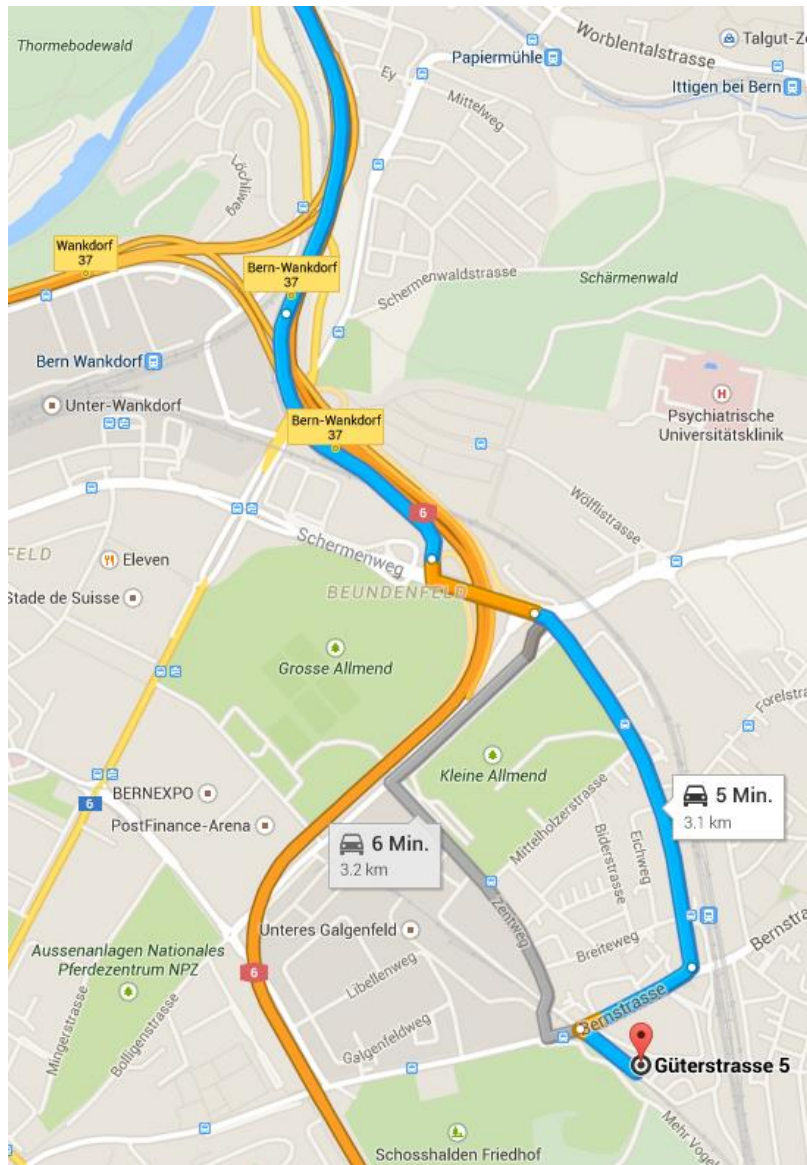 Thormebodewald
Worblentalstrasse
Talgut-Z
Papiermühle
Ittigen bei Bern
Ey
Mittelweg
Löchliweg
Wankdorf
37
Bern-Wankdorf
37
Schermenwaldstrasse
Schärmenwald
Bern Wankdorf
Unter-Wankdorf
H
Psychiatrische
Universitätsklinik
Bern-Wankdorf
37
6
Wölflistrasse
Schermenweg
FELD
Eleven
BEUNDENFELD
Stade de Suisse
Grosse Allmend
Forelstra
Kleine Allmend
6
BERNEXPO
PostFinance-Arena
5 Min.
3.1 km
6 Min.
3.2 km
Mittelholzerstrasse
Biderstrasse
Eichweg
Zentweg
Unteres Galgenfeld
Breiteweg
Bernstr
Aussenanlagen Nationales
Pferdezentrum NPZ
6
Libellenweg
Mingerstrasse
Bolligenstrasse
Galgenfeldweg
Bernstrasse
Güterstrasse 5
Mehr Vogel
Schosshalden Friedhof